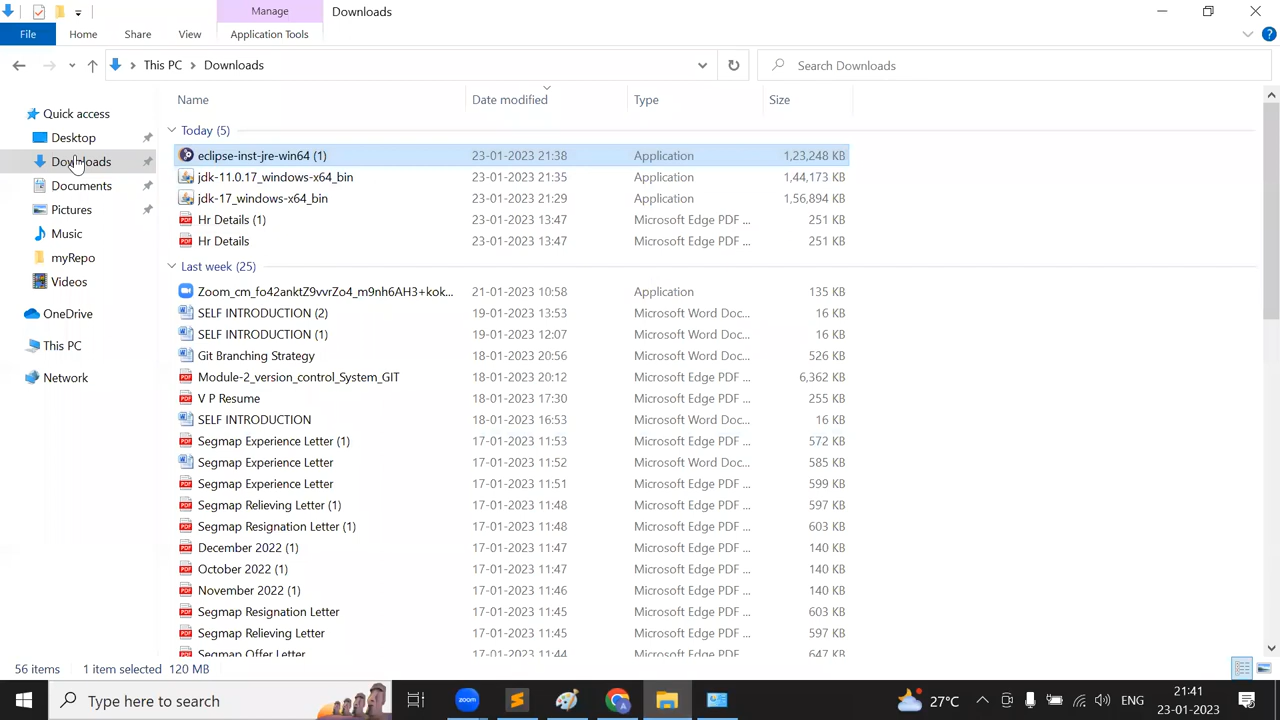 Manage
Downloads
File
Home
Share
View
Application Tools
This PC
Downloads
Search Downloads
Name
Date modified
Type
Size
Quick access
Desktop
Downloads
Documents
Pictures
Music
myRepo
Videos
OneDrive
This PC
Network
Today (5)
eclipse-inst-jre-win64 (1) 23-01-2023 21:38 Application 1,23,248 KB
jdk-11.0.17_windows-x64_bin 23-01-2023 21:35 Application 1,44,173 KB
jdk-17_windows-x64_bin 23-01-2023 21:29 Application 1,56,894 KB
Hr Details (1) 23-01-2023 13:47 Microsoft Edge PDF ... 251 KB
Hr Details 23-01-2023 13:47 Microsoft Edge PDF ... 251 KB
Last week (25)
Zoom_cm_fo42anktZ9vvrZo4_m9nh6AH3+kok... 21-01-2023 10:58 Application 135 KB
SELF INTRODUCTION (2) 19-01-2023 13:53 Microsoft Word Doc... 16 KB
SELF INTRODUCTION (1) 19-01-2023 12:07 Microsoft Word Doc... 16 KB
Git Branching Strategy 18-01-2023 20:56 Microsoft Word Doc... 526 KB
Module-2_version_control_System_GIT 18-01-2023 20:12 Microsoft Edge PDF ... 6,362 KB
V P Resume 18-01-2023 17:30 Microsoft Edge PDF ... 255 KB
SELF INTRODUCTION 18-01-2023 16:53 Microsoft Word Doc... 16 KB
Segmap Experience Letter (1) 17-01-2023 11:53 Microsoft Edge PDF ... 572 KB
Segmap Experience Letter 17-01-2023 11:52 Microsoft Word Doc... 585 KB
Segmap Experience Letter 17-01-2023 11:51 Microsoft Edge PDF ... 599 KB
Segmap Relieving Letter (1) 17-01-2023 11:48 Microsoft Edge PDF ... 597 KB
Segmap Resignation Letter (1) 17-01-2023 11:48 Microsoft Edge PDF ... 603 KB
December 2022 (1) 17-01-2023 11:47 Microsoft Edge PDF ... 140 KB
October 2022 (1) 17-01-2023 11:47 Microsoft Edge PDF ... 140 KB
November 2022 (1) 17-01-2023 11:46 Microsoft Edge PDF ... 140 KB
Segmap Resignation Letter 17-01-2023 11:45 Microsoft Edge PDF ... 603 KB
Segmap Relieving Letter 17-01-2023 11:45 Microsoft Edge PDF ... 597 KB
Segmap Offer Letter 17-01-2023 11:44 Microsoft Edge PDF ... 647 KB
56 items 1 item selected 120 MB
Type here to search
zoom
27°C
ENG
21:41
23-01-2023